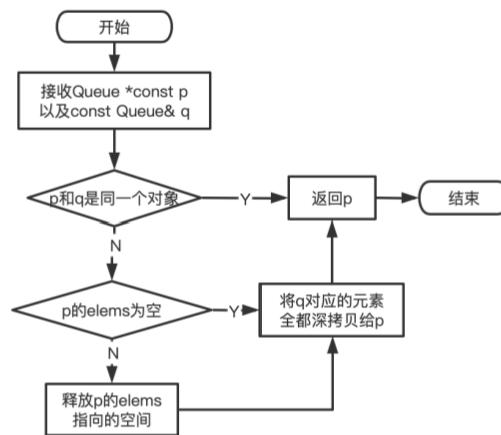 开始
接收Queue *const p
以及const Queue& q
p和q是同一个对象
Y
返回p
结束
N
p的elems为空
Y
将q对应的元素
全都深拷贝给p
N
释放p的elems
指向的空间